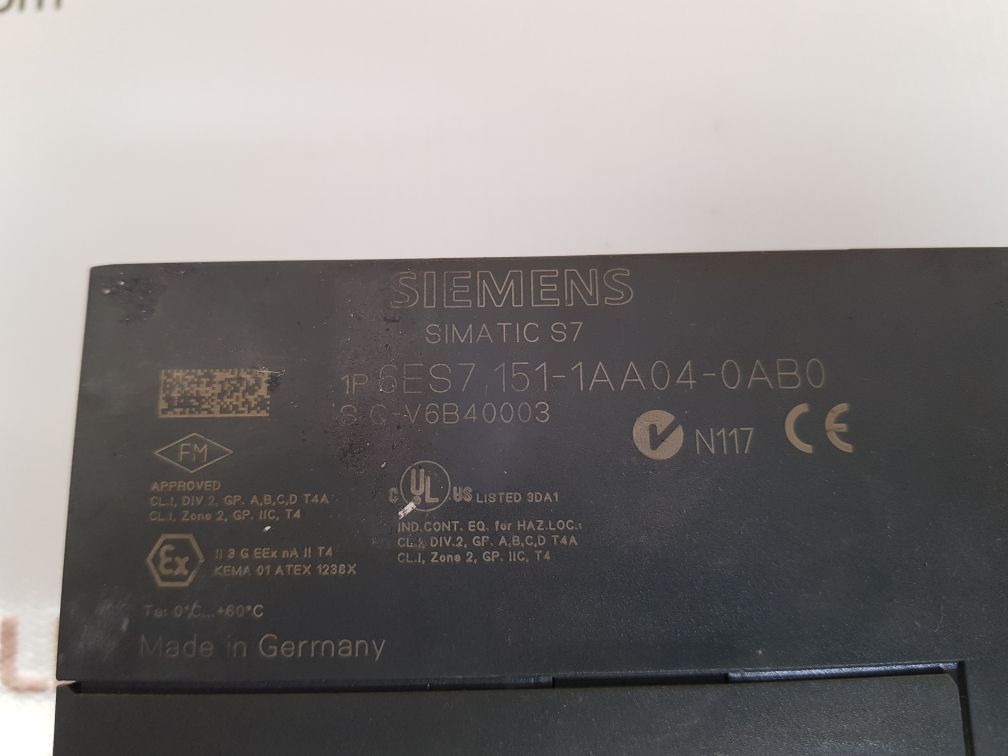 SIEMENS
SIMATIC S7
1P 6ES7 151-1AA04-0AB0
S C-V6B40003
N117 CE
FM
APPROVED
CL.I, DIV 2, GP. A,B,C,D T4A
CL.I, Zone 2, GP. IIC, T4
C UL US LISTED 3DA1
IND.CONT. EQ. for HAZ.LOC.:
CL.I, DIV.2, GP. A,B,C,D T4A
CL.I, Zone 2, GP. IIC, T4
Ex II 3 G EEx nA II T4
KEMA 01 ATEX 1238X
Ta: 0°C...+60°C
Made in Germany